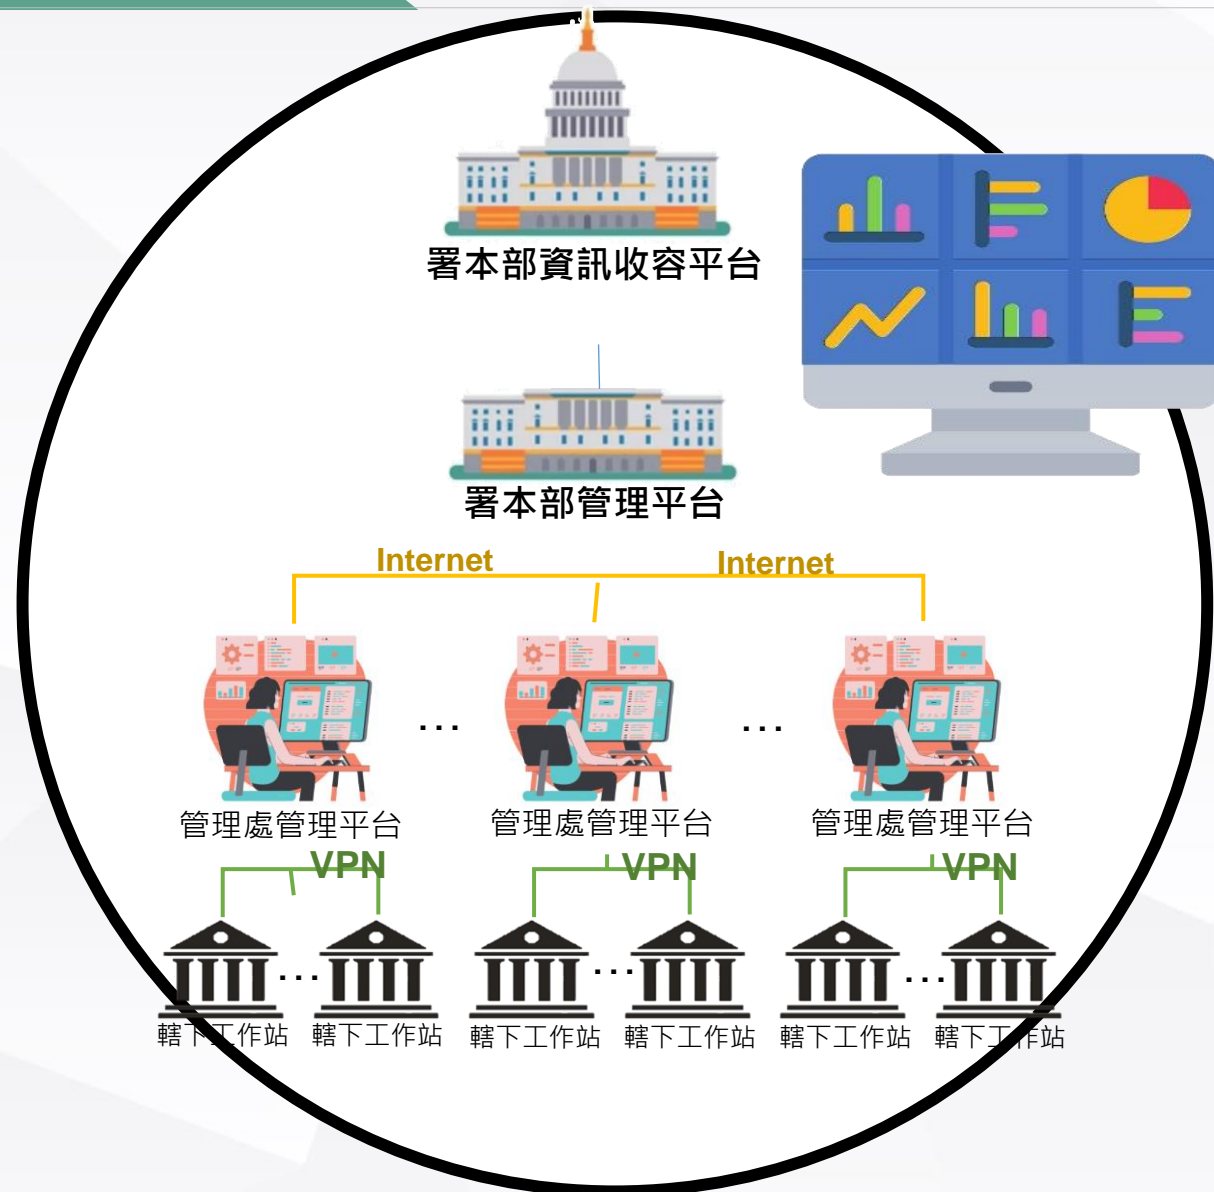 署本部資訊收容平台
署本部管理平台
Internet
Internet
...
...
管理處管理平台
管理處管理平台
管理處管理平台
VPN
VPN
VPN
...
...
...
轄下工作站
轄下工作站
轄下工作站
轄下工作站
轄下工作站
轄下工作站